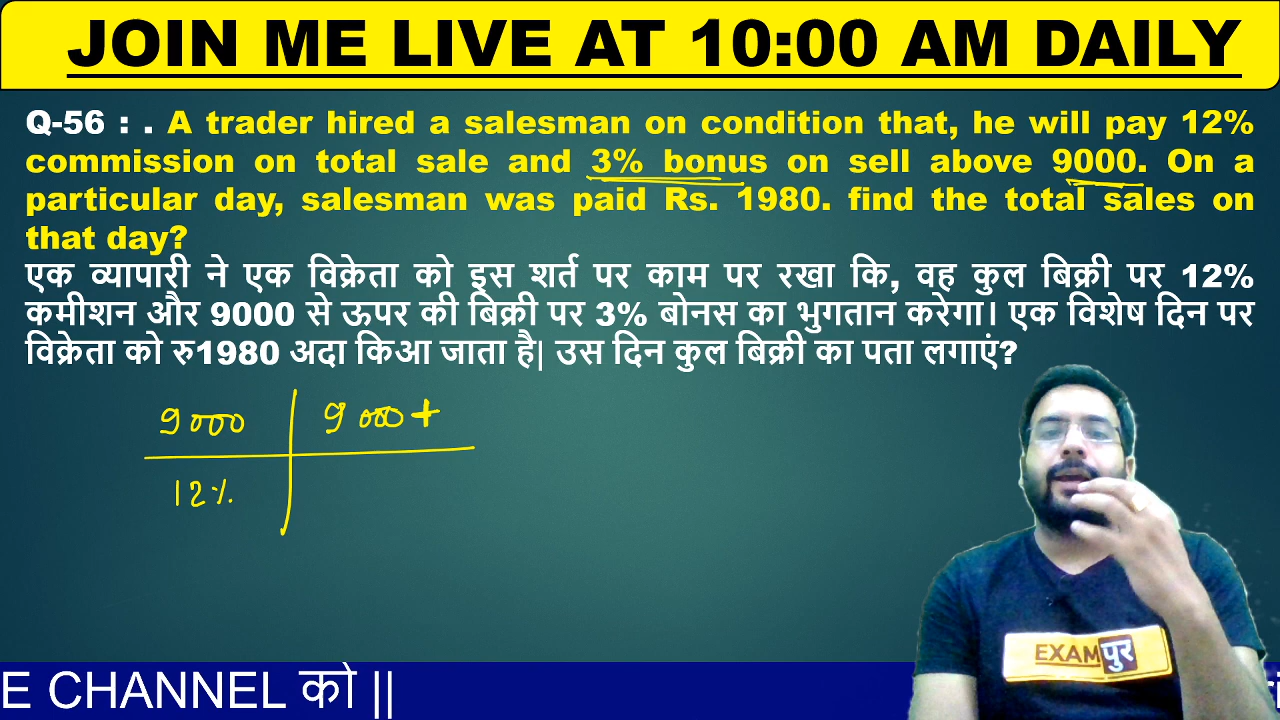 JOIN ME LIVE AT 10:00 AM DAILY
Q-56 : . A trader hired a salesman on condition that, he will pay 12%
commission on total sale and 3% bonus on sell above 9000. On a
particular day, salesman was paid Rs. 1980. find the total sales on
that day?
एक व्यापारी ने एक विक्रेता को इस शर्त पर काम पर रखा कि, वह कुल बिक्री पर 12%
कमीशन और 9000 से ऊपर की बिक्री पर 3% बोनस का भुगतान करेगा। एक विशेष दिन पर
विक्रेता को रु1980 अदा किआ जाता है| उस दिन कुल बिक्री का पता लगाएं?
9000 9000+
12%
EXAMपुर
E CHANNEL को ||